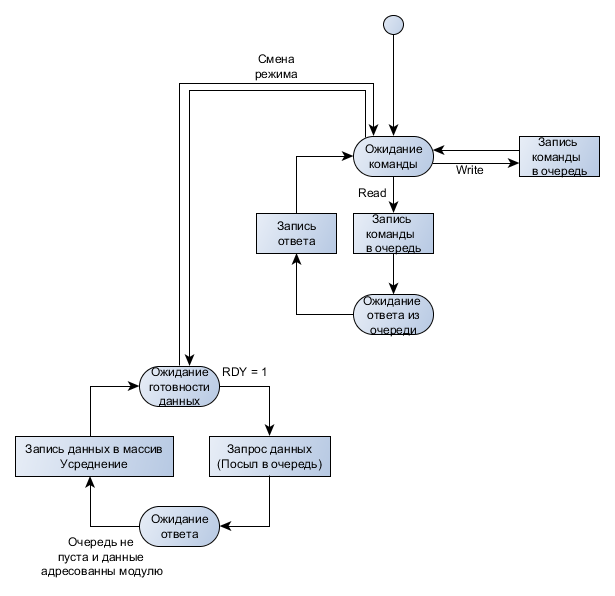 Смена
режима
Ожидание
команды
Запись
команды
в очередь
Write
Read
Запись
ответа
Запись
команды
в очередь
Ожидание
ответа из
очереди
Ожидание
готовности
данных
RDY = 1
Запись данных в массив
Усреднение
Запрос данных
(Посыл в очередь)
Ожидание
ответа
Очередь не
пуста и данные
адресованны модулю